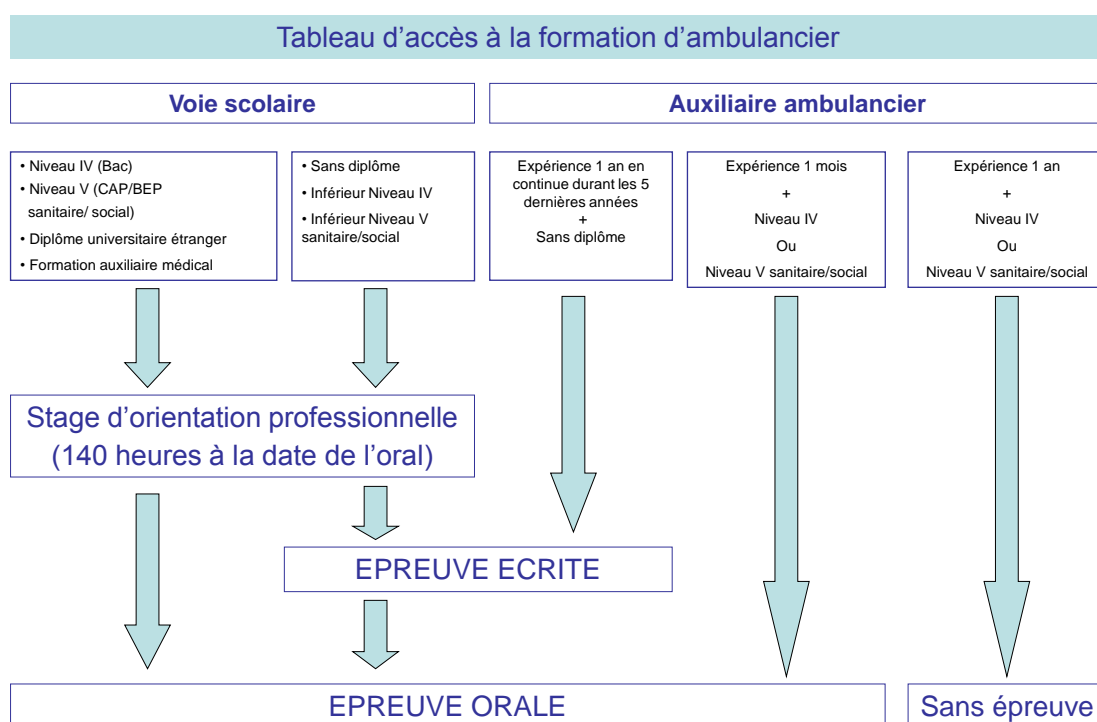 Tableau d’accès à la formation d’ambulancier
Voie scolaire
Auxiliaire ambulancier
• Niveau IV (Bac)
• Niveau V (CAP/BEP
sanitaire/ social)
• Diplôme universitaire étranger
• Formation auxiliaire médical
• Sans diplôme
• Inférieur Niveau IV
• Inférieur Niveau V
sanitaire/social
Expérience 1 an en
continue durant les 5
dernières années
+
Sans diplôme
Expérience 1 mois
+
Niveau IV
Ou
Niveau V sanitaire/social
Expérience 1 an
+
Niveau IV
Ou
Niveau V sanitaire/social
Stage d’orientation professionnelle
(140 heures à la date de l’oral)
EPREUVE ECRITE
EPREUVE ORALE
Sans épreuve